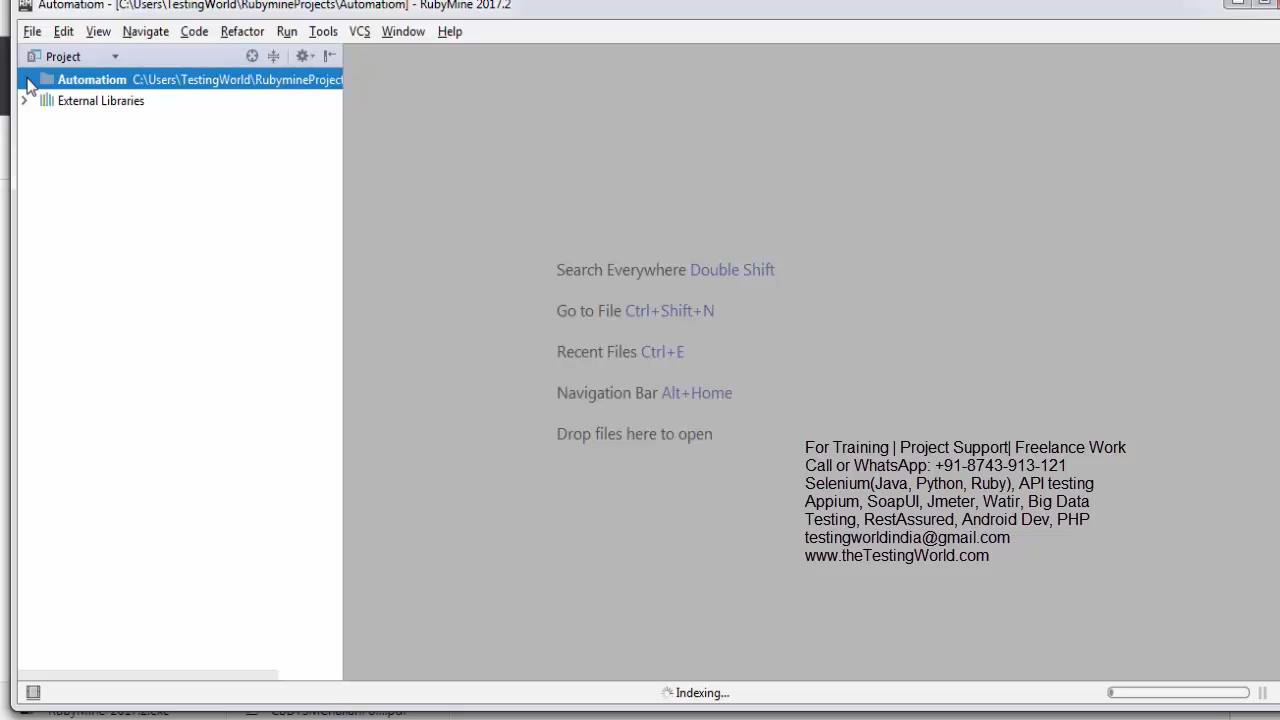 Automatiom - [C:\Users\TestingWorld\RubymineProjects\Automatiom] - RubyMine 2017.2
File Edit View Navigate Code Refactor Run Tools VCS Window Help
Project
Automatiom C:\Users\TestingWorld\RubymineProject
External Libraries
Search Everywhere Double Shift
Go to File Ctrl+Shift+N
Recent Files Ctrl+E
Navigation Bar Alt+Home
Drop files here to open
For Training | Project Support| Freelance Work
Call or WhatsApp: +91-8743-913-121
Selenium(Java, Python, Ruby), API testing
Appium, SoapUI, Jmeter, Watir, Big Data
Testing, RestAssured, Android Dev, PHP
testingworldindia@gmail.com
www.theTestingWorld.com
Indexing...